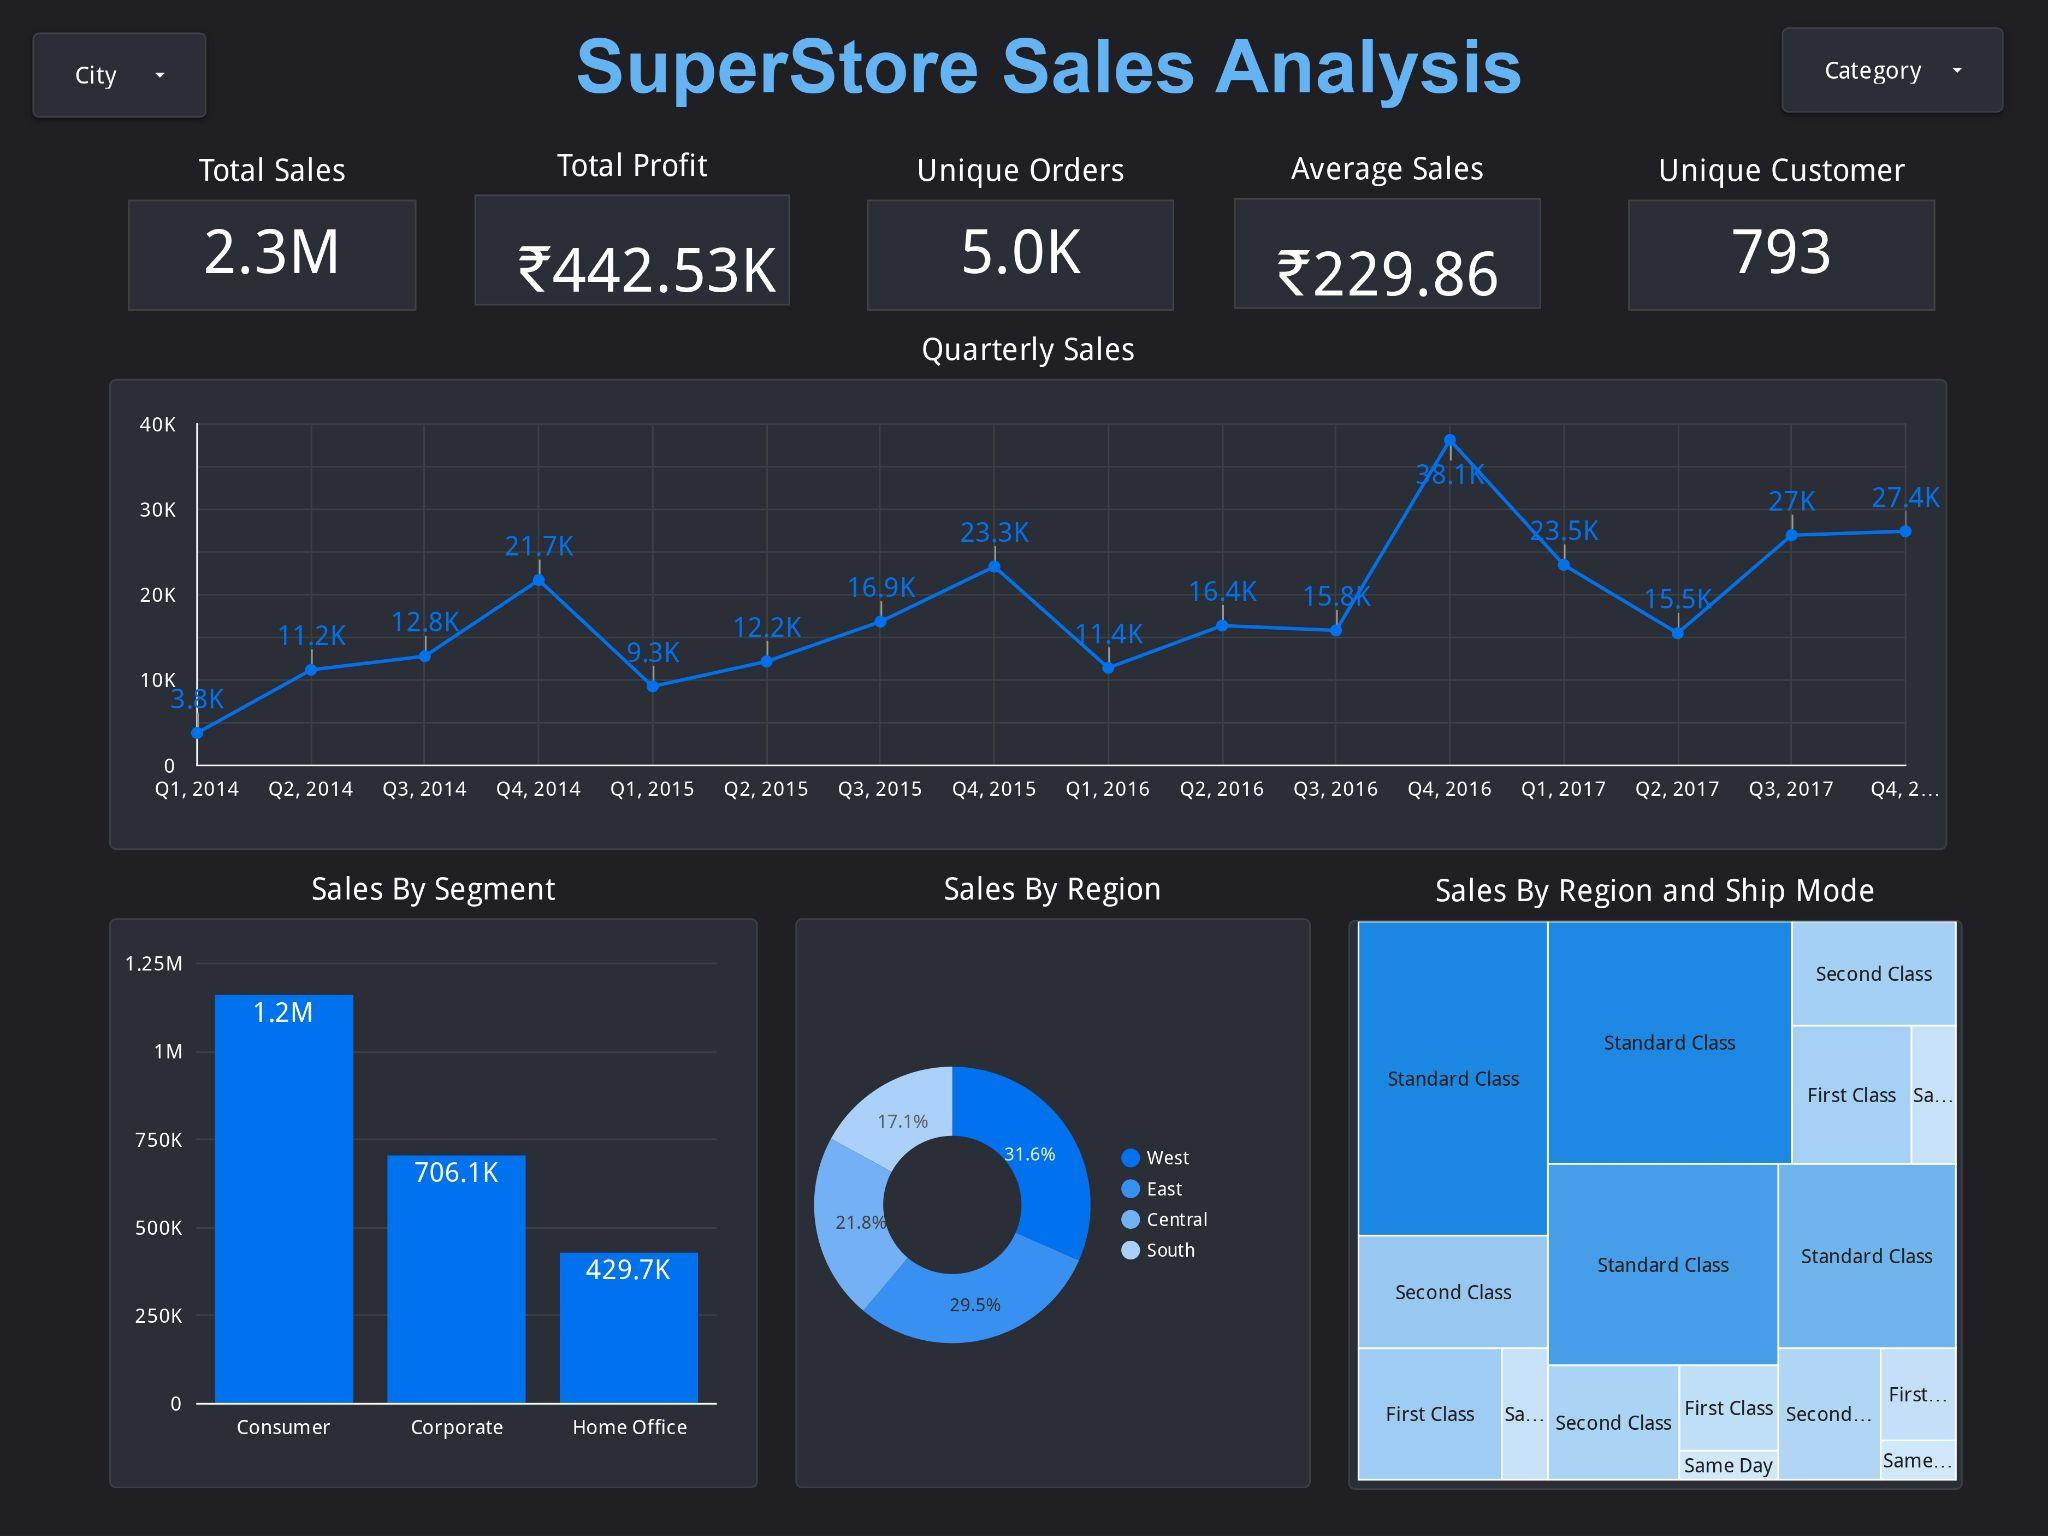 City
SuperStore Sales Analysis
Category
Total Sales
Total Profit
Unique Orders
Average Sales
Unique Customer
2.3M
₹442.53K
5.0K
₹229.86
793
Quarterly Sales
40K
30K
20K
10K
0
3.8K
11.2K
12.8K
21.7K
9.3K
12.2K
16.9K
23.3K
11.4K
16.4K
15.8K
38.1K
23.5K
15.5K
27K
27.4K
Q1, 2014
Q2, 2014
Q3, 2014
Q4, 2014
Q1, 2015
Q2, 2015
Q3, 2015
Q4, 2015
Q1, 2016
Q2, 2016
Q3, 2016
Q4, 2016
Q1, 2017
Q2, 2017
Q3, 2017
Q4, 2...
Sales By Segment
1.25M
1M
750K
500K
250K
0
1.2M
706.1K
429.7K
Consumer
Corporate
Home Office
Sales By Region
17.1%
31.6%
21.8%
29.5%
West
East
Central
South
Sales By Region and Ship Mode
Standard Class
Second Class
First Class
Sa...
Standard Class
Second Class
First Class
Sa...
Standard Class
Second Class
First Class
Same Day
Standard Class
Second...
First...
Same...